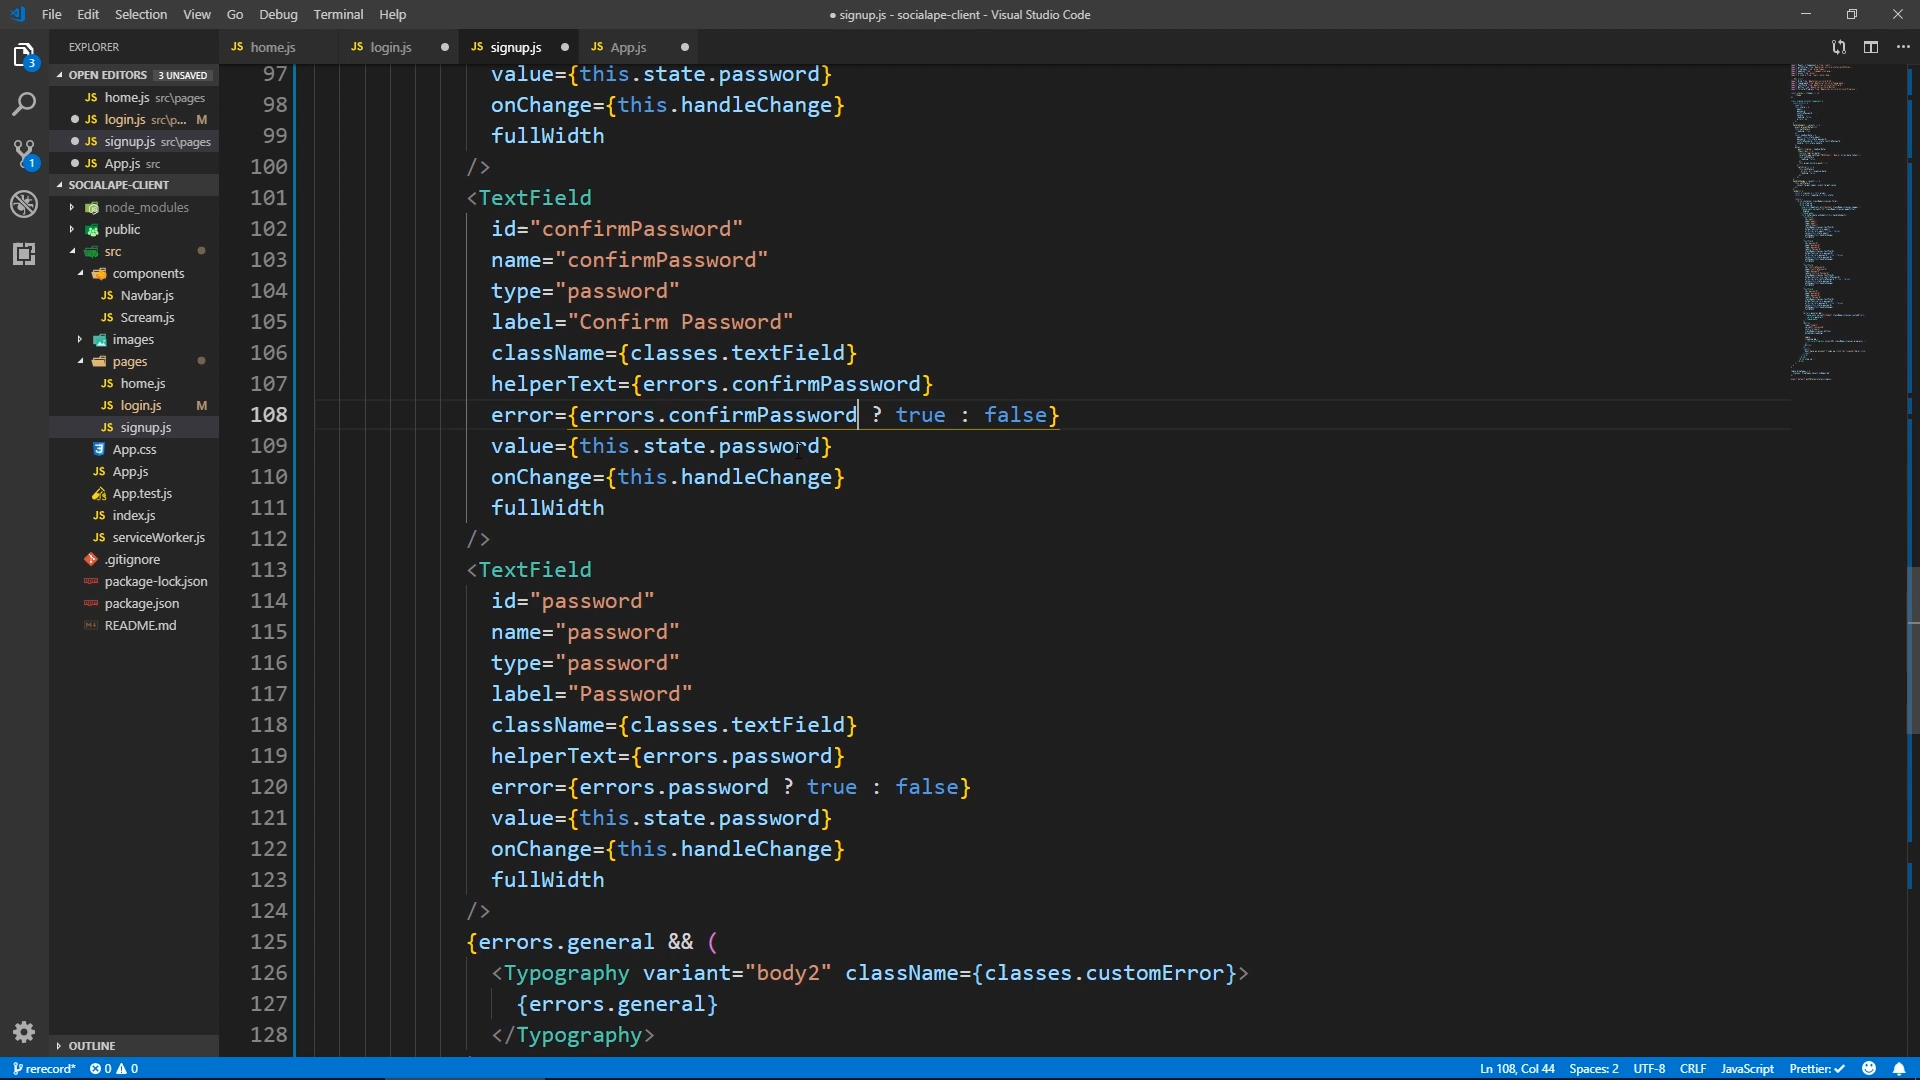 File Edit Selection View Go Debug Terminal Help
● signup.js - socialape-client - Visual Studio Code
EXPLORER
OPEN EDITORS 3 UNSAVED
JS home.js src\pages
● JS login.js src\p... M
● JS signup.js src\pages
● JS App.js src
SOCIALAPE-CLIENT
node_modules
public
src
components
JS Navbar.js
JS Scream.js
images
pages
JS home.js
JS login.js M
JS signup.js
App.css
JS App.js
App.test.js
JS index.js
JS serviceWorker.js
.gitignore
package-lock.json
package.json
README.md
OUTLINE
3
1
JS home.js JS login.js ● JS signup.js ● JS App.js ●
97 value={this.state.password}
98 onChange={this.handleChange}
99 fullWidth
100 />
101 <TextField
102 id="confirmPassword"
103 name="confirmPassword"
104 type="password"
105 label="Confirm Password"
106 className={classes.textField}
107 helperText={errors.confirmPassword}
108 error={errors.confirmPassword ? true : false}
109 value={this.state.password}
110 onChange={this.handleChange}
111 fullWidth
112 />
113 <TextField
114 id="password"
115 name="password"
116 type="password"
117 label="Password"
118 className={classes.textField}
119 helperText={errors.password}
120 error={errors.password ? true : false}
121 value={this.state.password}
122 onChange={this.handleChange}
123 fullWidth
124 />
125 {errors.general && (
126 <Typography variant="body2" className={classes.customError}>
127 {errors.general}
128 </Typography>
rerecord* 0 0 Ln 108, Col 44 Spaces: 2 UTF-8 CRLF JavaScript Prettier: ✓